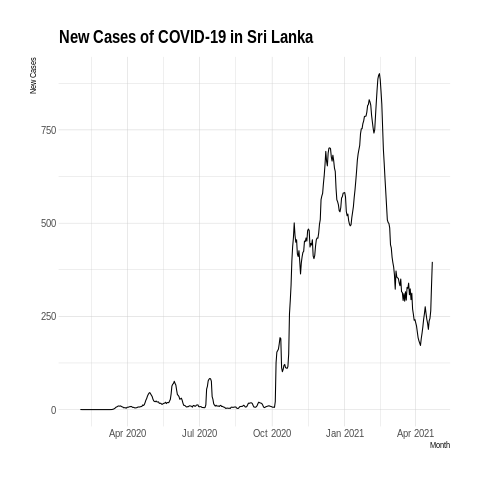 New Cases of COVID-19 in Sri Lanka
New Cases
750
500
250
0
Apr 2020 Jul 2020 Oct 2020 Jan 2021 Apr 2021
Month